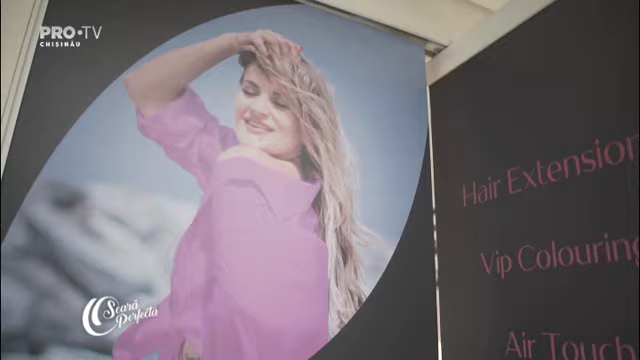 PRO•TV
CHIȘINĂU
Hair Extension
Vip Colouring
Air Touch
Seară
Perfectă